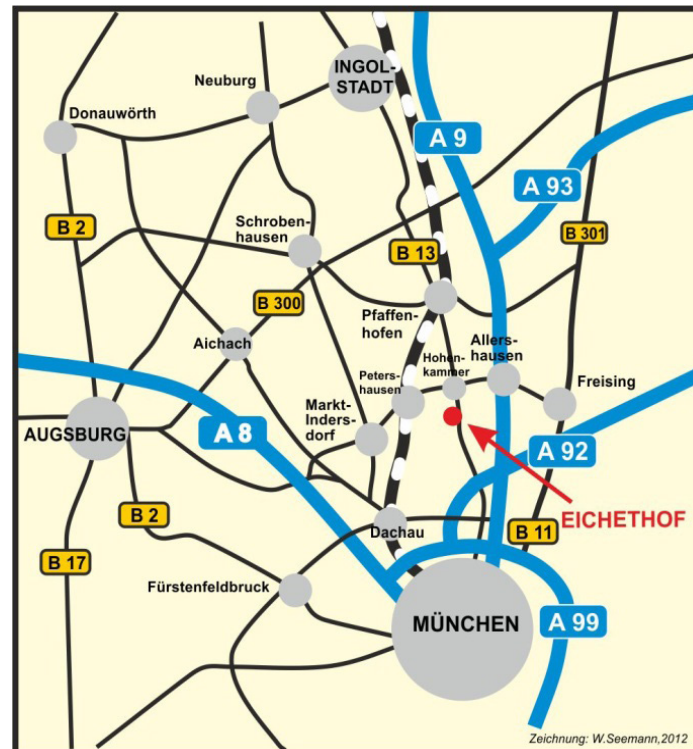 INGOL-
STADT
Neuburg
Donauwörth
A 9
A 93
B 2
Schroben-
hausen
B 13
B 301
B 300
Pfaffen-
hofen
Aichach
Hohen-
kammer
Allers-
hausen
Peters-
hausen
Freising
Markt-
Inders-
dorf
AUGSBURG
A 8
A 92
B 2
EICHETHOF
B 11
Dachau
B 17
Fürstenfeldbruck
MÜNCHEN
A 99
Zeichnung: W.Seemann,2012